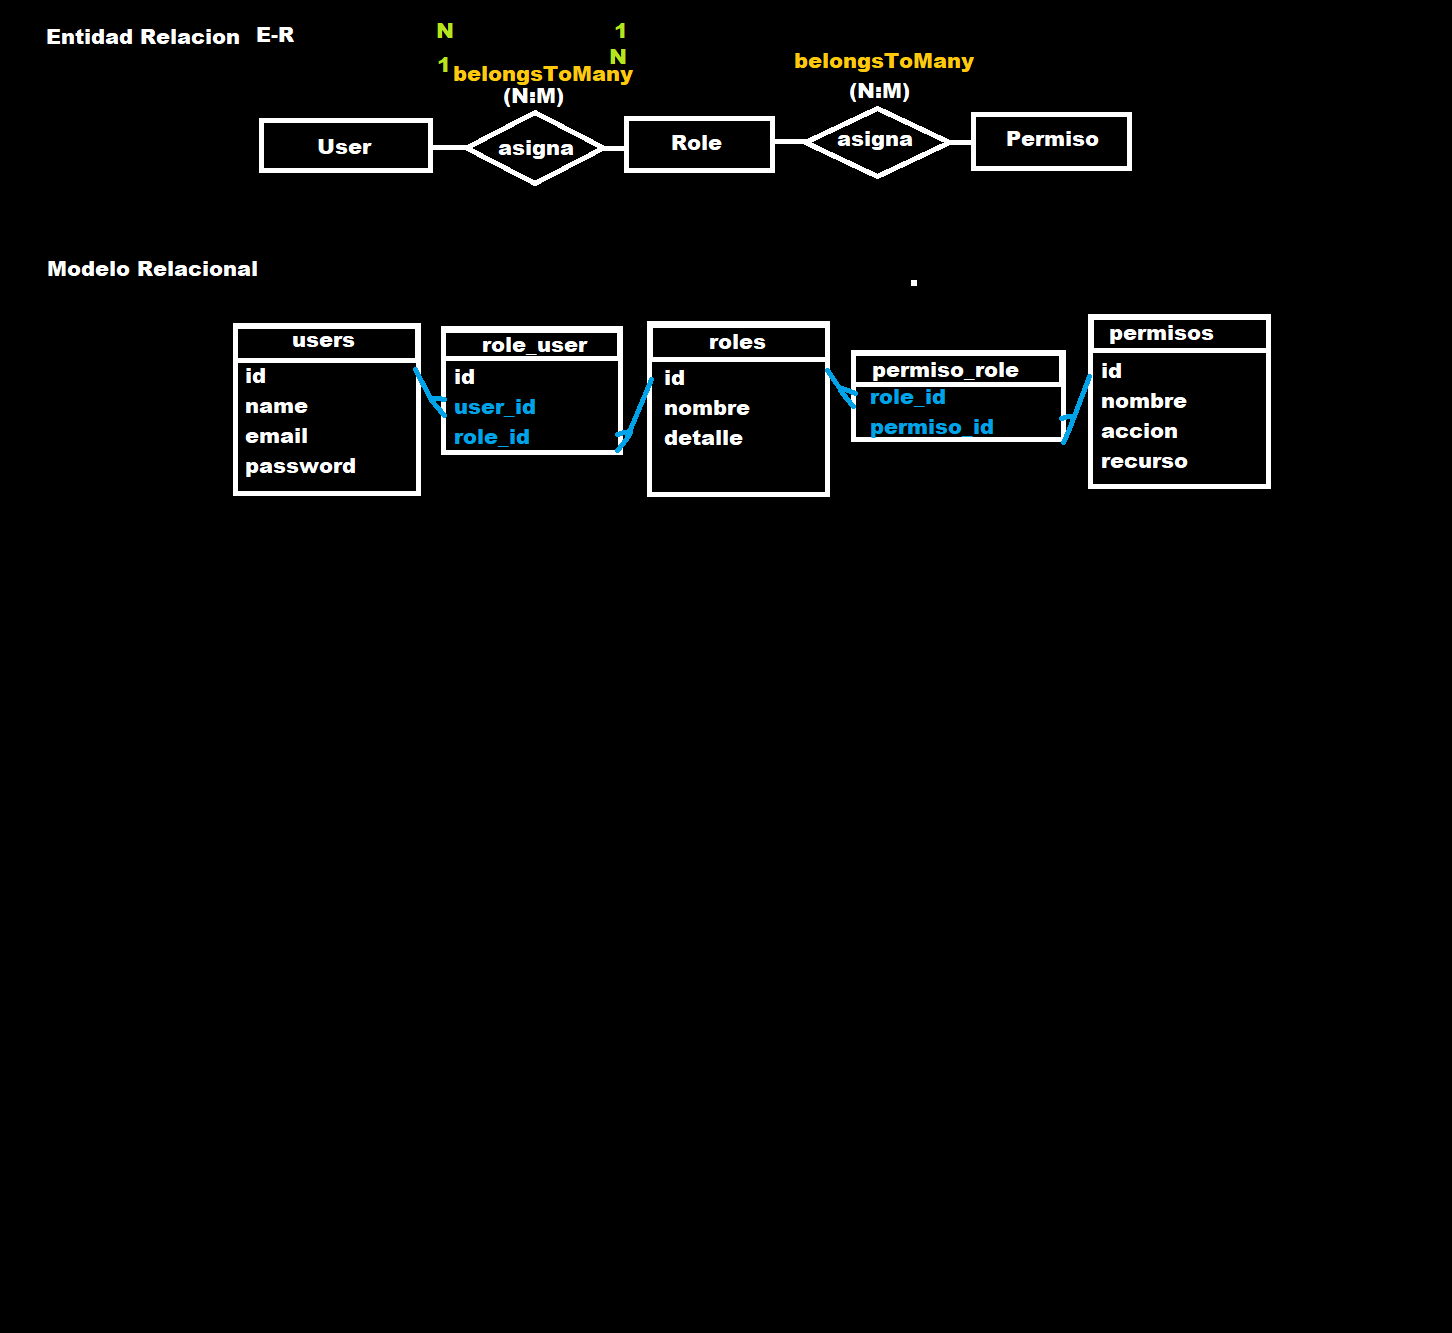 Entidad Relacion E-R
N 1
1 N
belongsToMany
(N:M)
belongsToMany
(N:M)
User asigna Role asigna Permiso
Modelo Relacional
users
id
name
email
password
role_user
id
user_id
role_id
roles
id
nombre
detalle
permiso_role
role_id
permiso_id
permisos
id
nombre
accion
recurso